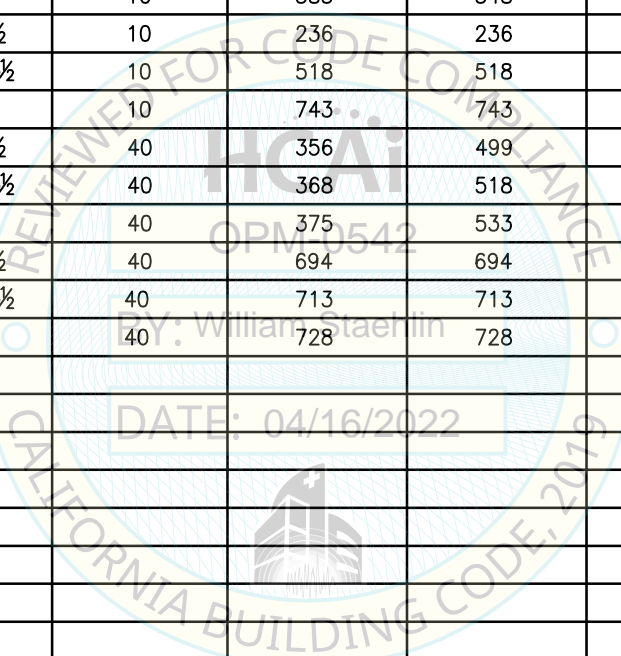 ½ 10 236 236
½ 10 518 518
10 743 743
½ 40 356 499
½ 40 368 518
40 375 533
½ 40 694 694
½ 40 713 713
40 728 728
REVIEWED FOR CODE COMPLIANCE
HCAi
OPM-0542
BY: William Staehlin
DATE: 04/16/2022
CALIFORNIA BUILDING CODE, 2019